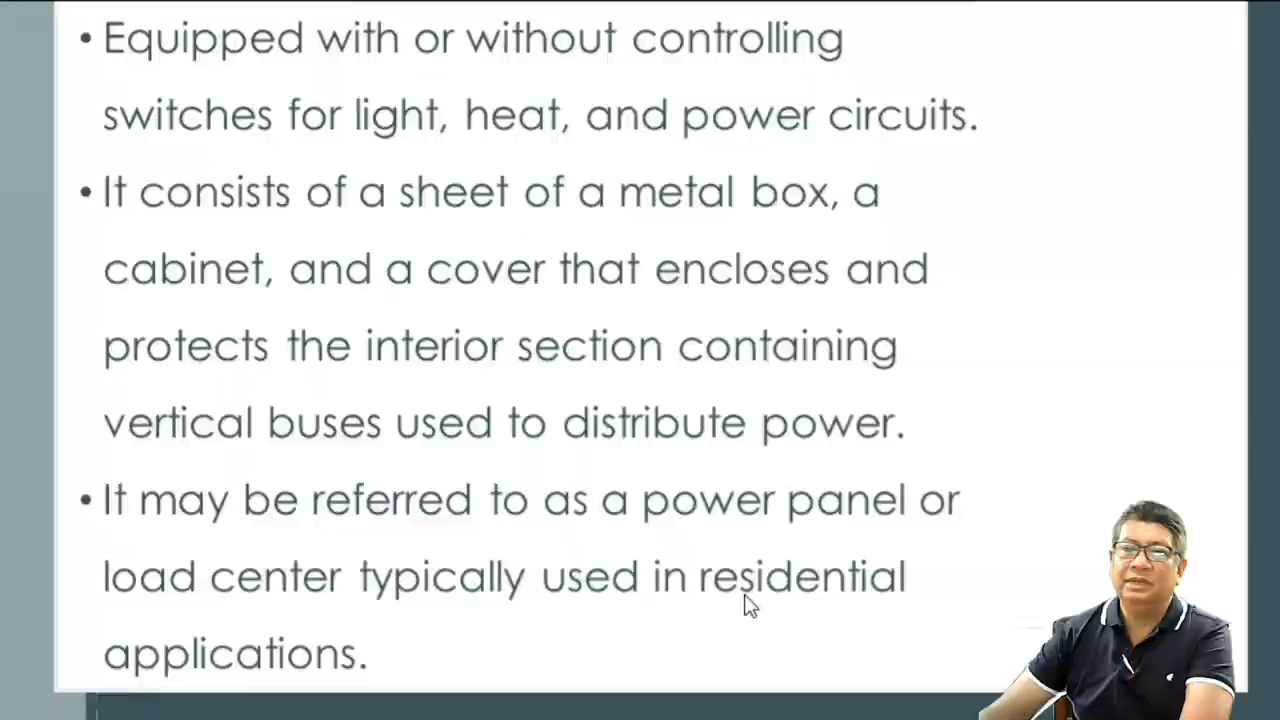 • Equipped with or without controlling
switches for light, heat, and power circuits.
• It consists of a sheet of a metal box, a
cabinet, and a cover that encloses and
protects the interior section containing
vertical buses used to distribute power.
• It may be referred to as a power panel or
load center typically used in residential
applications.